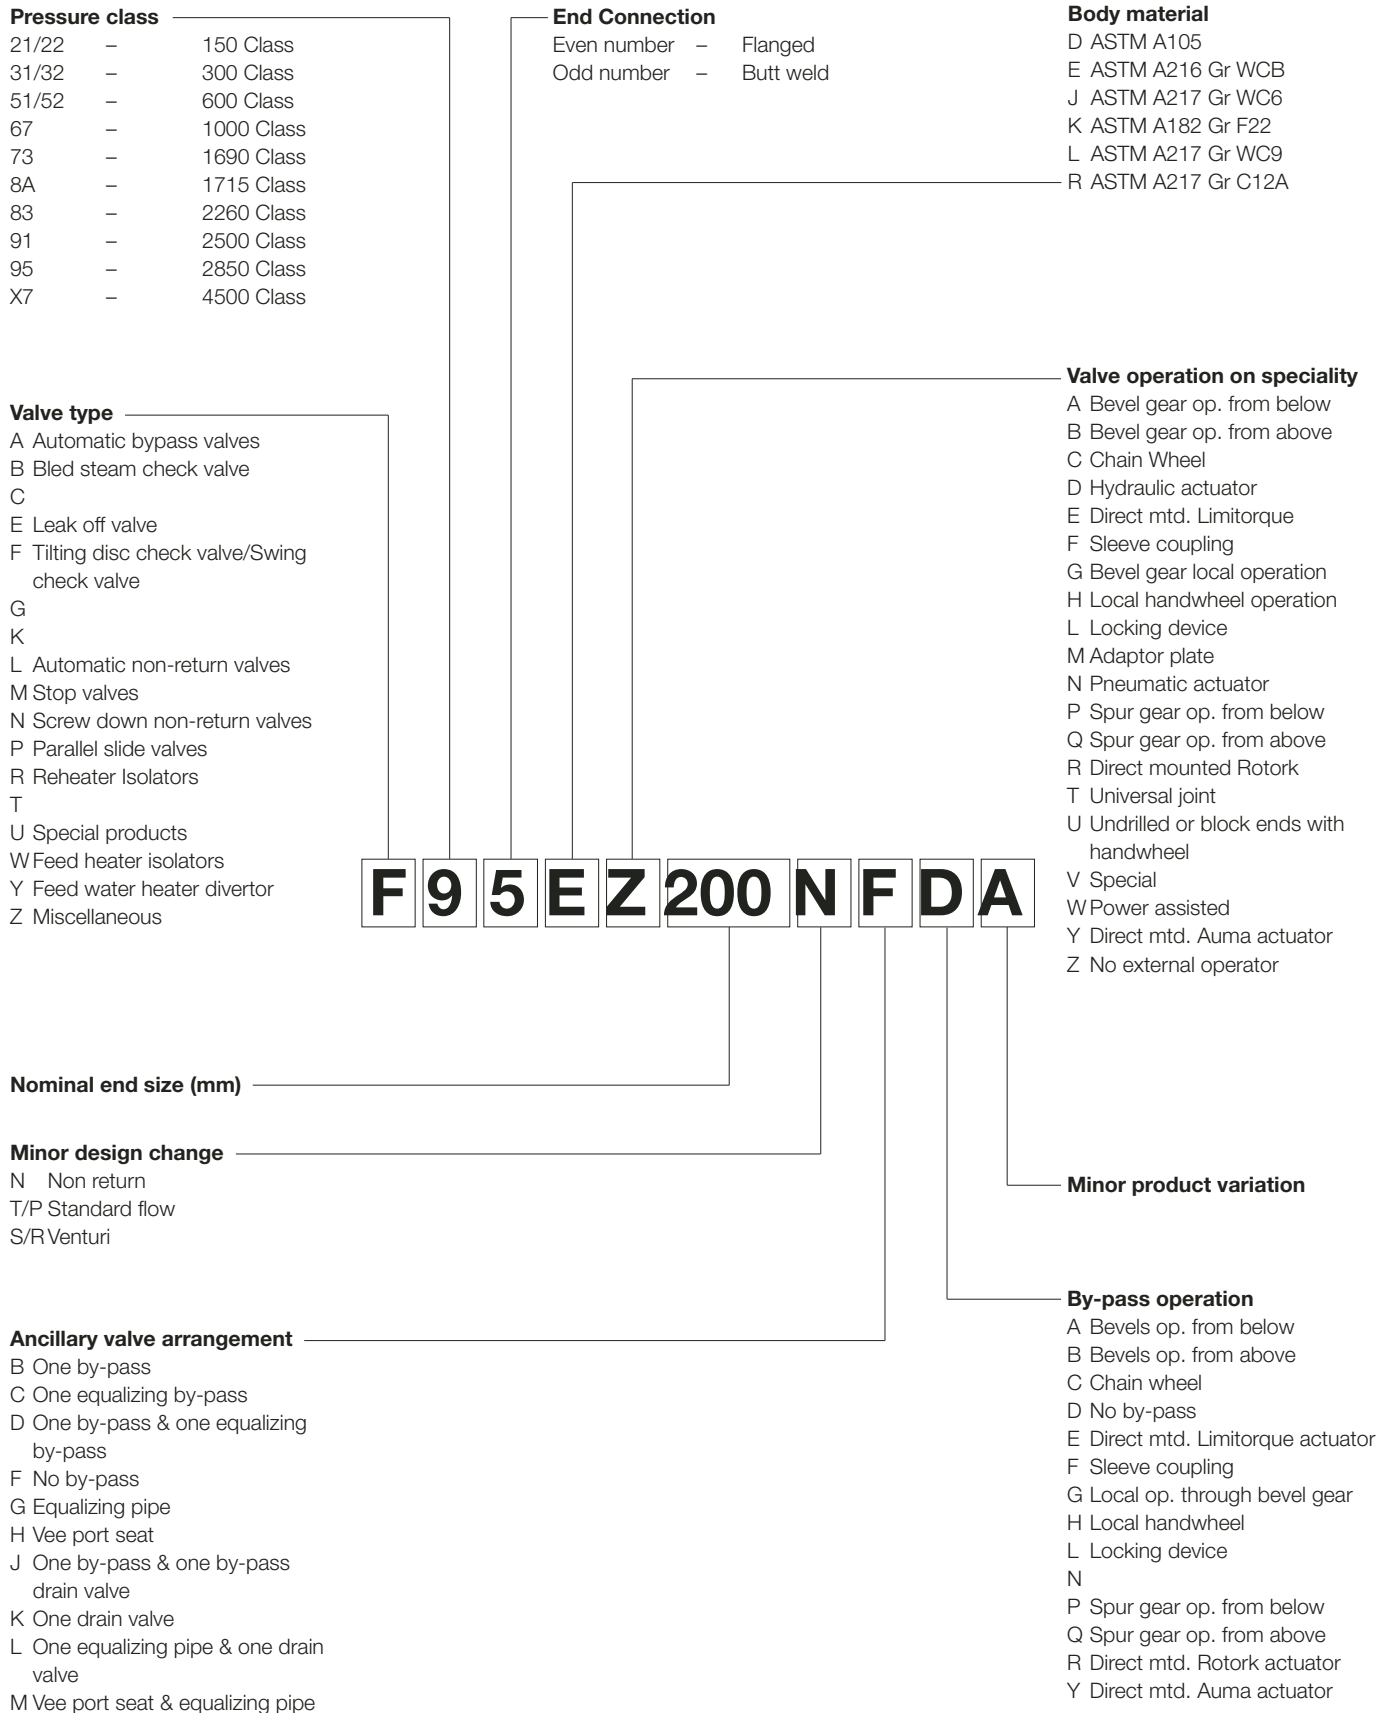 Pressure class
21/22 – 150 Class
31/32 – 300 Class
51/52 – 600 Class
67 – 1000 Class
73 – 1690 Class
8A – 1715 Class
83 – 2260 Class
91 – 2500 Class
95 – 2850 Class
X7 – 4500 Class
End Connection
Even number – Flanged
Odd number – Butt weld
Body material
D ASTM A105
E ASTM A216 Gr WCB
J ASTM A217 Gr WC6
K ASTM A182 Gr F22
L ASTM A217 Gr WC9
R ASTM A217 Gr C12A
Valve type
A Automatic bypass valves
B Bled steam check valve
C
E Leak off valve
F Tilting disc check valve/Swing
check valve
G
K
L Automatic non-return valves
M Stop valves
N Screw down non-return valves
P Parallel slide valves
R Reheater Isolators
T
U Special products
W Feed heater isolators
Y Feed water heater divertor
Z Miscellaneous
Valve operation on speciality
A Bevel gear op. from below
B Bevel gear op. from above
C Chain Wheel
D Hydraulic actuator
E Direct mtd. Limitorque
F Sleeve coupling
G Bevel gear local operation
H Local handwheel operation
L Locking device
M Adaptor plate
N Pneumatic actuator
P Spur gear op. from below
Q Spur gear op. from above
R Direct mounted Rotork
T Universal joint
U Undrilled or block ends with
handwheel
V Special
W Power assisted
Y Direct mtd. Auma actuator
Z No external operator
F 9 5 E Z 200 N F D A
Nominal end size (mm)
Minor design change
N Non return
T/P Standard flow
S/R Venturi
Minor product variation
Ancillary valve arrangement
B One by-pass
C One equalizing by-pass
D One by-pass & one equalizing
by-pass
F No by-pass
G Equalizing pipe
H Vee port seat
J One by-pass & one by-pass
drain valve
K One drain valve
L One equalizing pipe & one drain
valve
M Vee port seat & equalizing pipe
By-pass operation
A Bevels op. from below
B Bevels op. from above
C Chain wheel
D No by-pass
E Direct mtd. Limitorque actuator
F Sleeve coupling
G Local op. through bevel gear
H Local handwheel
L Locking device
N
P Spur gear op. from below
Q Spur gear op. from above
R Direct mtd. Rotork actuator
Y Direct mtd. Auma actuator